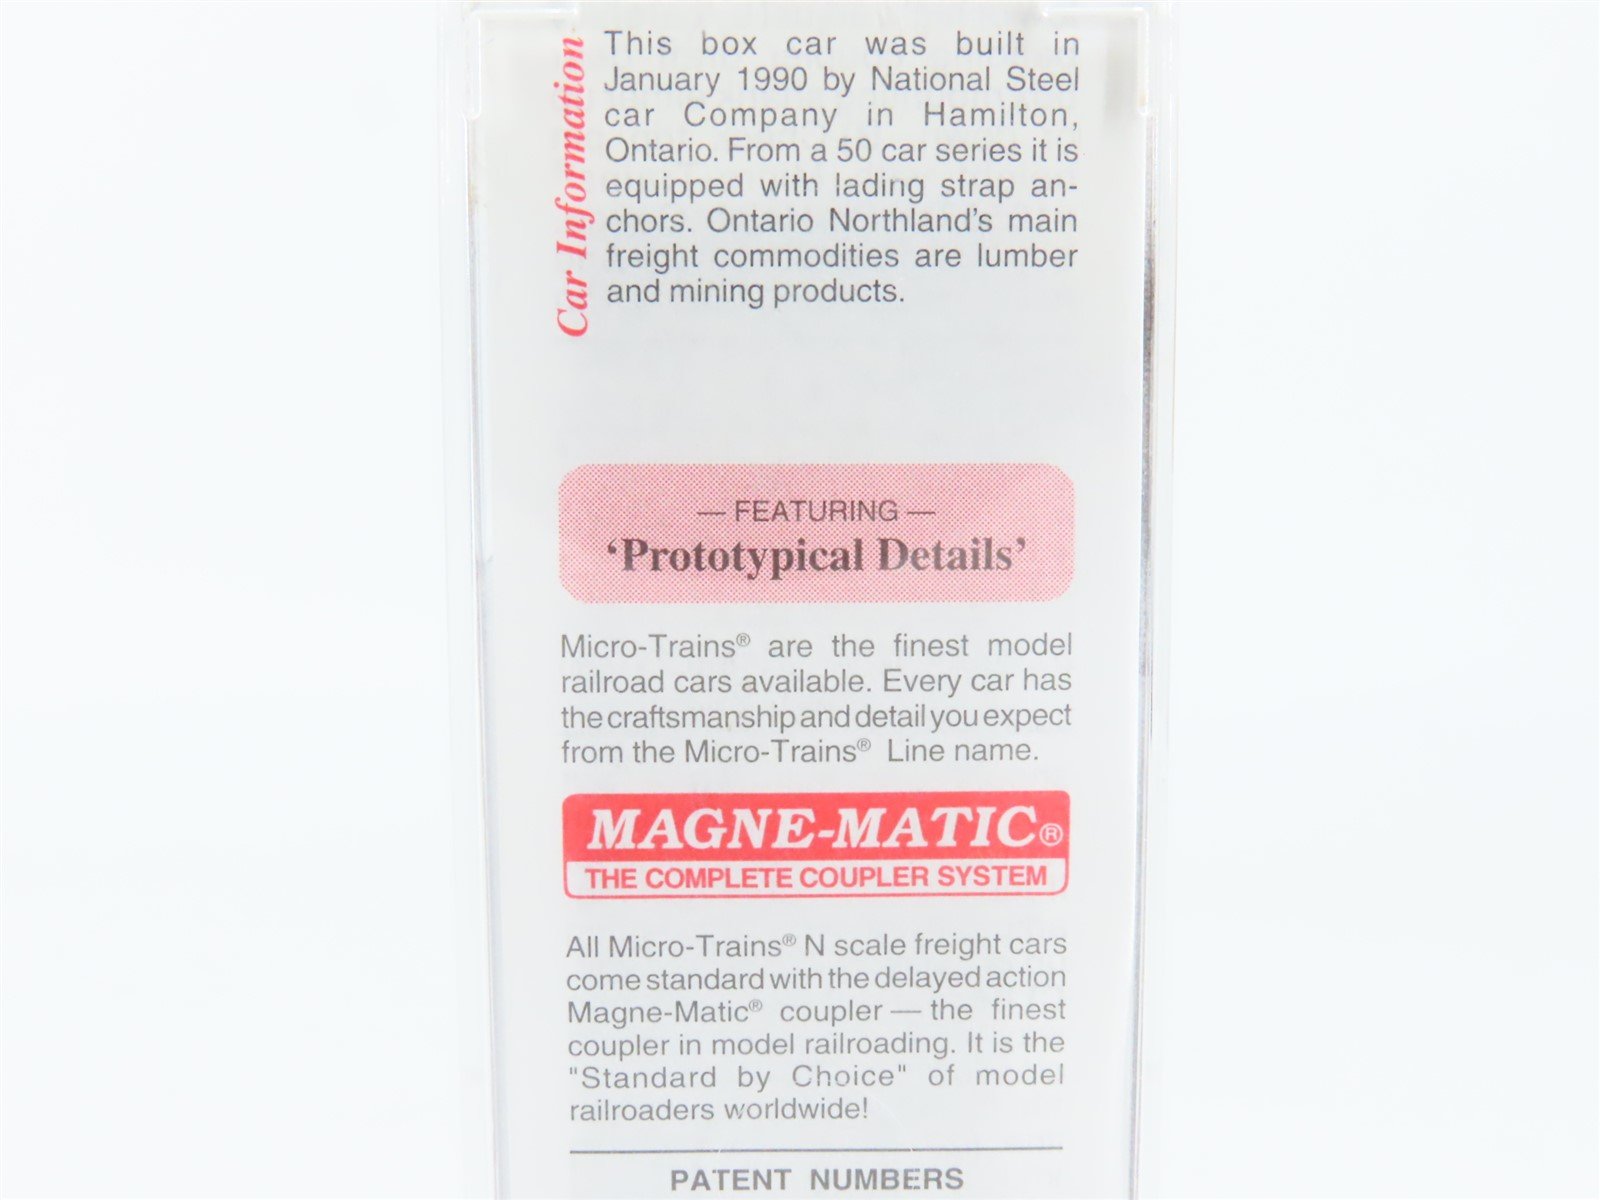 Car Information
This box car was built in
January 1990 by National Steel
car Company in Hamilton,
Ontario. From a 50 car series it is
equipped with lading strap an-
chors. Ontario Northland's main
freight commodities are lumber
and mining products.
— FEATURING —
'Prototypical Details'
Micro-Trains® are the finest model
railroad cars available. Every car has
the craftsmanship and detail you expect
from the Micro-Trains® Line name.
MAGNE-MATIC®
THE COMPLETE COUPLER SYSTEM
All Micro-Trains® N scale freight cars
come standard with the delayed action
Magne-Matic® coupler — the finest
coupler in model railroading. It is the
"Standard by Choice" of model
railroaders worldwide!
PATENT NUMBERS